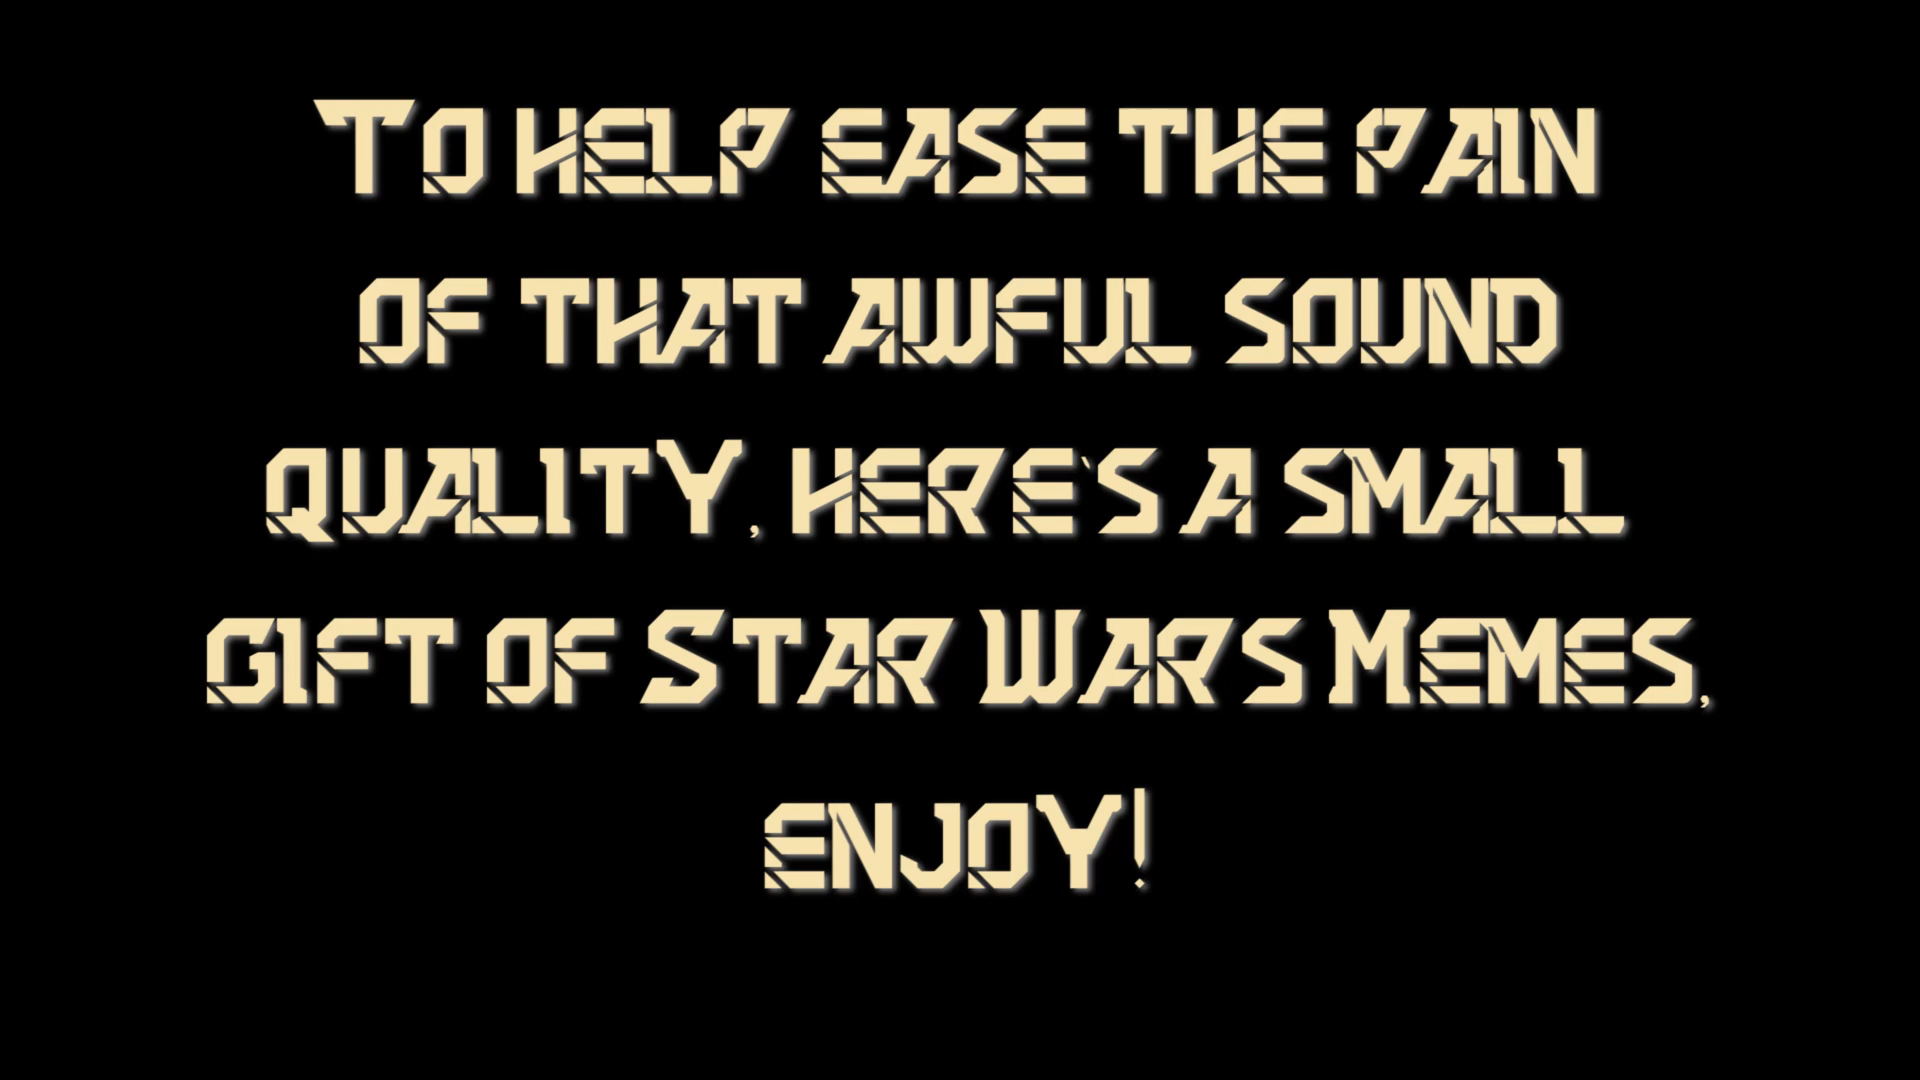 To help ease the pain
of that awful sound
quality, here's a small
gift of Star Wars Memes,
enjoy!